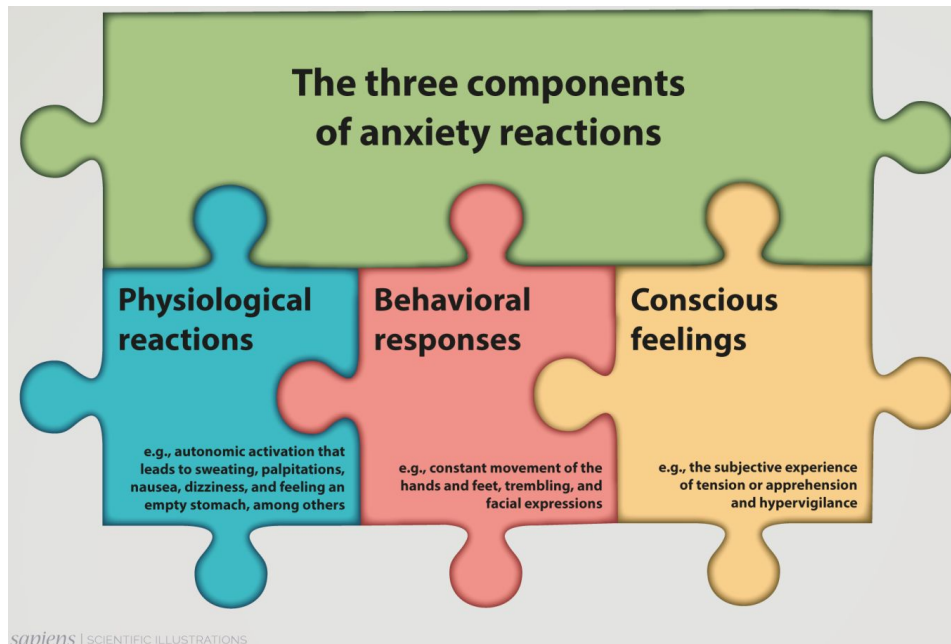 The three components
of anxiety reactions
Physiological
reactions
e.g., autonomic activation that
leads to sweating, palpitations,
nausea, dizziness, and feeling an
empty stomach, among others
Behavioral
responses
e.g., constant movement of the
hands and feet, trembling, and
facial expressions
Conscious
feelings
e.g., the subjective experience
of tension or apprehension
and hypervigilance
sapiens | SCIENTIFIC ILLUSTRATIONS